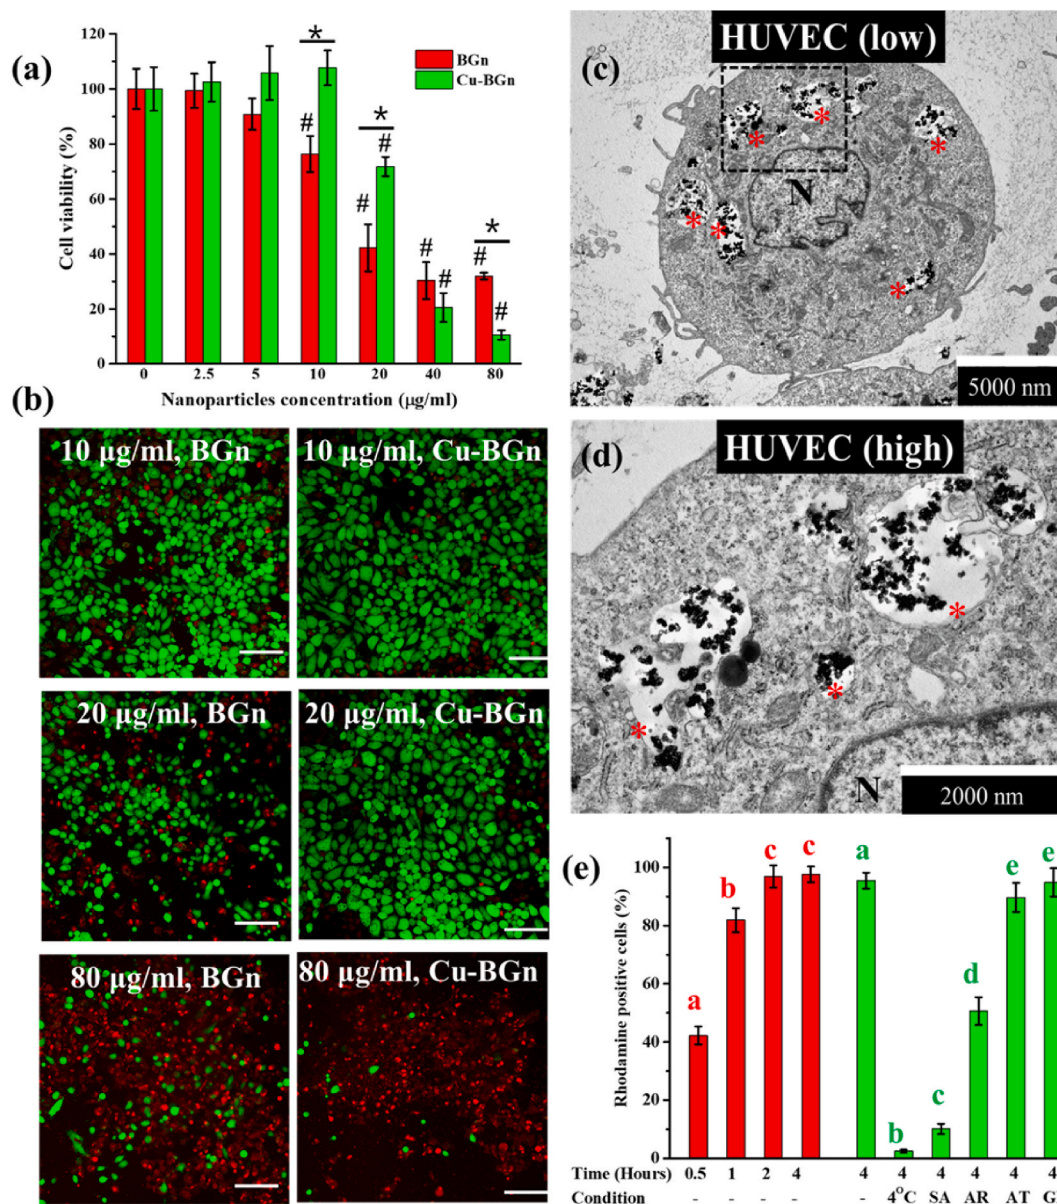 (a)
120
100
80
60
40
20
0
Cell viability (%)
BGn
Cu-BGn
*
#
*
#
#
#
#
*
#
#
0 2.5 5 10 20 40 80
Nanoparticles concentration (µg/ml)
(b)
10 µg/ml, BGn
10 µg/ml, Cu-BGn
20 µg/ml, BGn
20 µg/ml, Cu-BGn
80 µg/ml, BGn
80 µg/ml, Cu-BGn
(c)
HUVEC (low)
* * *
N
* *
*
5000 nm
(d)
HUVEC (high)
*
*
*
N
2000 nm
(e)
100
80
60
40
20
0
Rhodamine positive cells (%)
a b c c a b c d e e
Time (Hours) 0.5 1 2 4 4 4 4 4 4 4
Condition - - - - - 4°C SA AR AT G